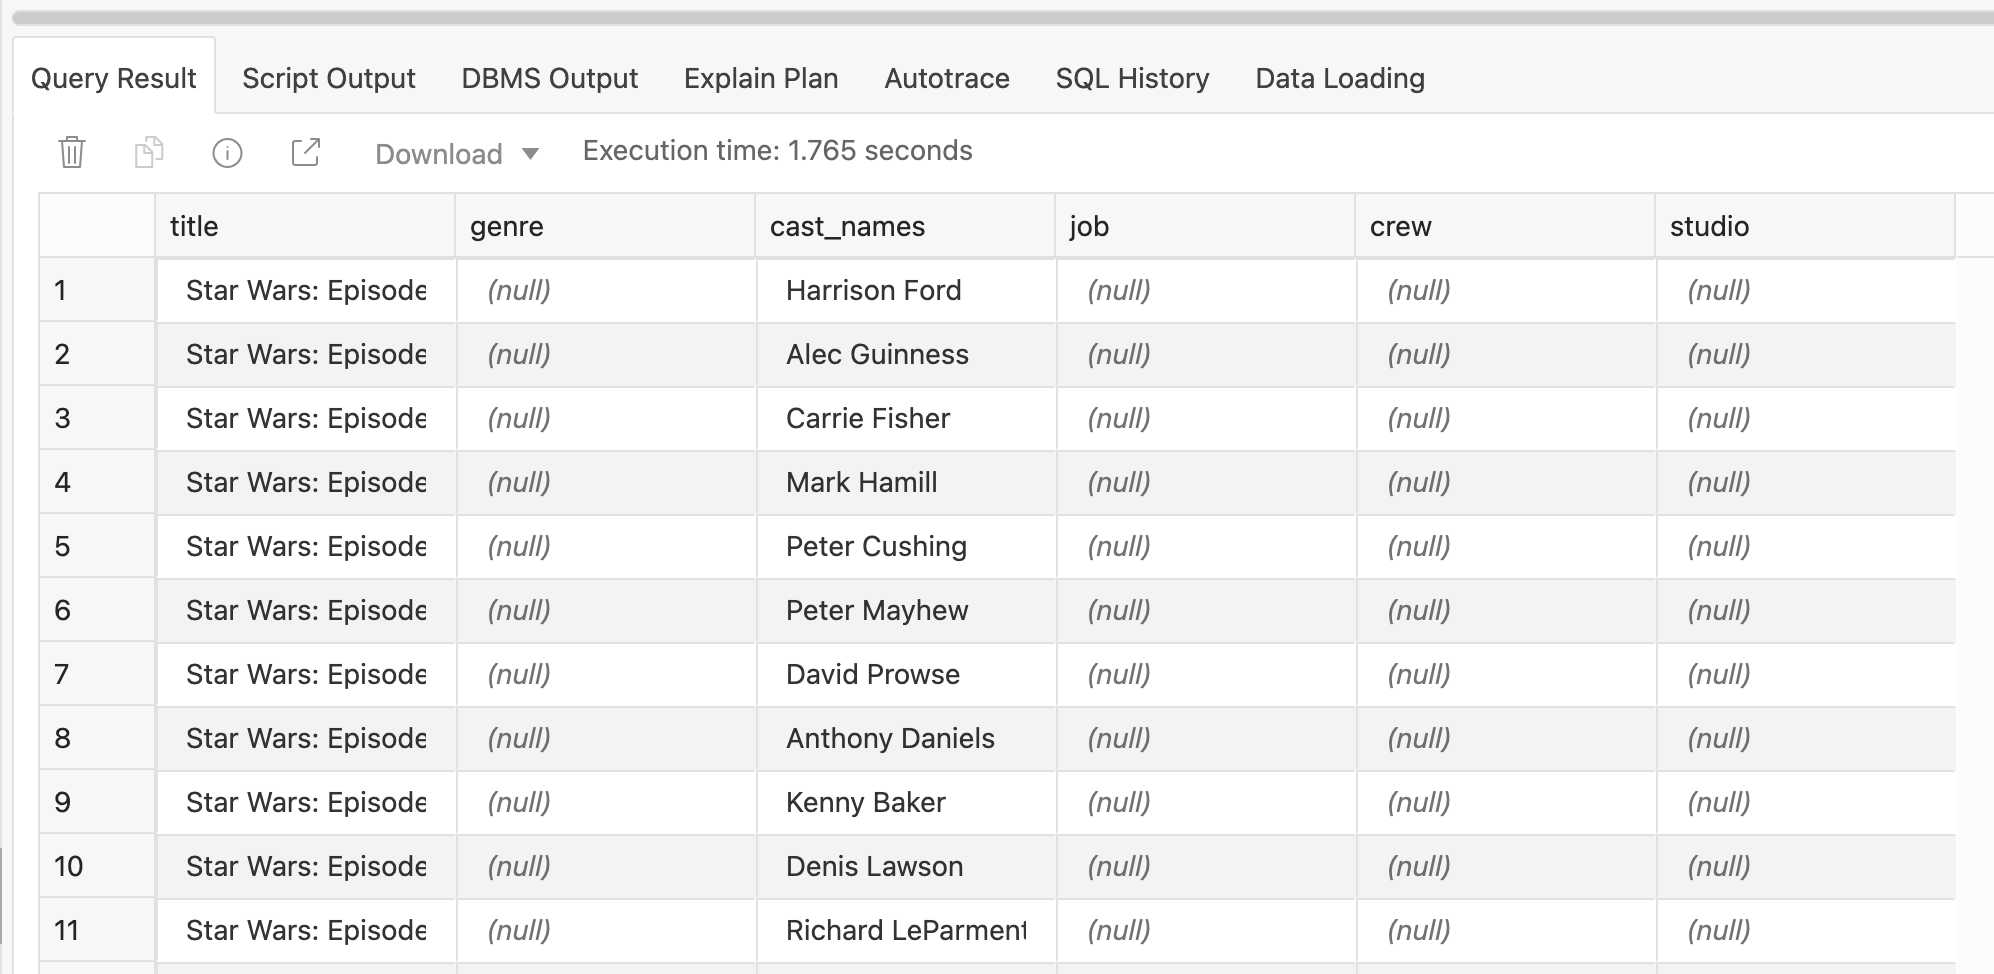 Query Result Script Output DBMS Output Explain Plan Autotrace SQL History Data Loading
Download Execution time: 1.765 seconds
title genre cast_names job crew studio
1 Star Wars: Episode (null) Harrison Ford (null) (null) (null)
2 Star Wars: Episode (null) Alec Guinness (null) (null) (null)
3 Star Wars: Episode (null) Carrie Fisher (null) (null) (null)
4 Star Wars: Episode (null) Mark Hamill (null) (null) (null)
5 Star Wars: Episode (null) Peter Cushing (null) (null) (null)
6 Star Wars: Episode (null) Peter Mayhew (null) (null) (null)
7 Star Wars: Episode (null) David Prowse (null) (null) (null)
8 Star Wars: Episode (null) Anthony Daniels (null) (null) (null)
9 Star Wars: Episode (null) Kenny Baker (null) (null) (null)
10 Star Wars: Episode (null) Denis Lawson (null) (null) (null)
11 Star Wars: Episode (null) Richard LeParment (null) (null) (null)